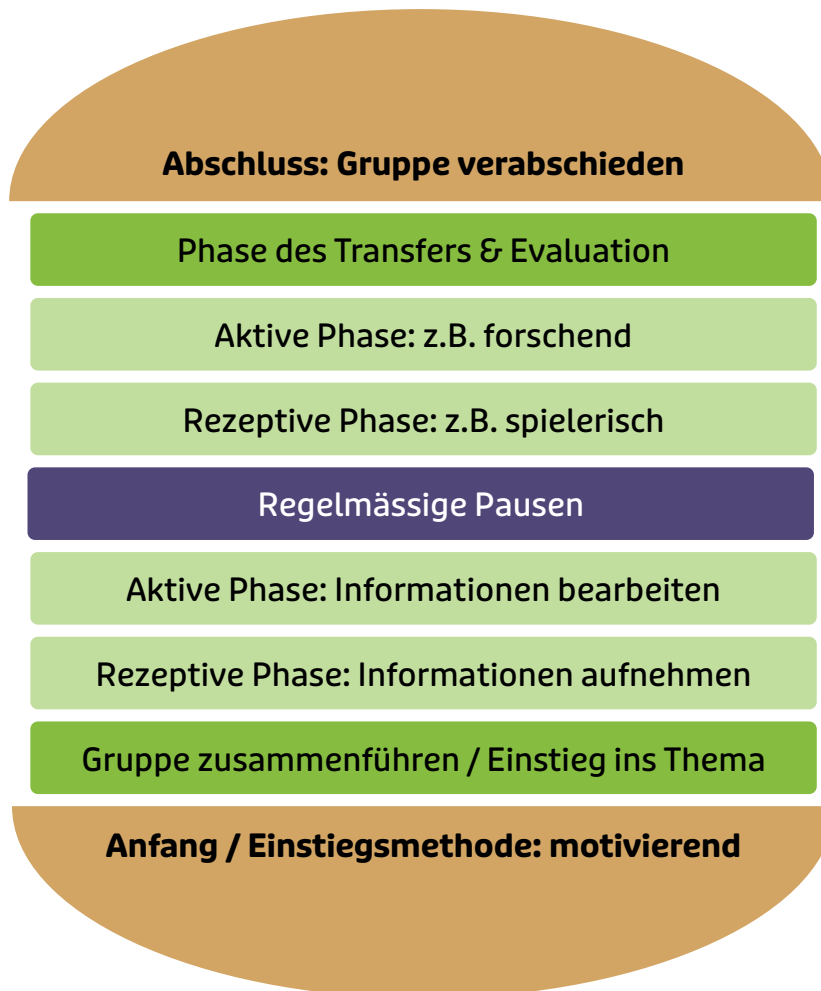 Abschluss: Gruppe verabschieden
Phase des Transfers & Evaluation
Aktive Phase: z.B. forschend
Rezeptive Phase: z.B. spielerisch
Regelmässige Pausen
Aktive Phase: Informationen bearbeiten
Rezeptive Phase: Informationen aufnehmen
Gruppe zusammenführen / Einstieg ins Thema
Anfang / Einstiegsmethode: motivierend